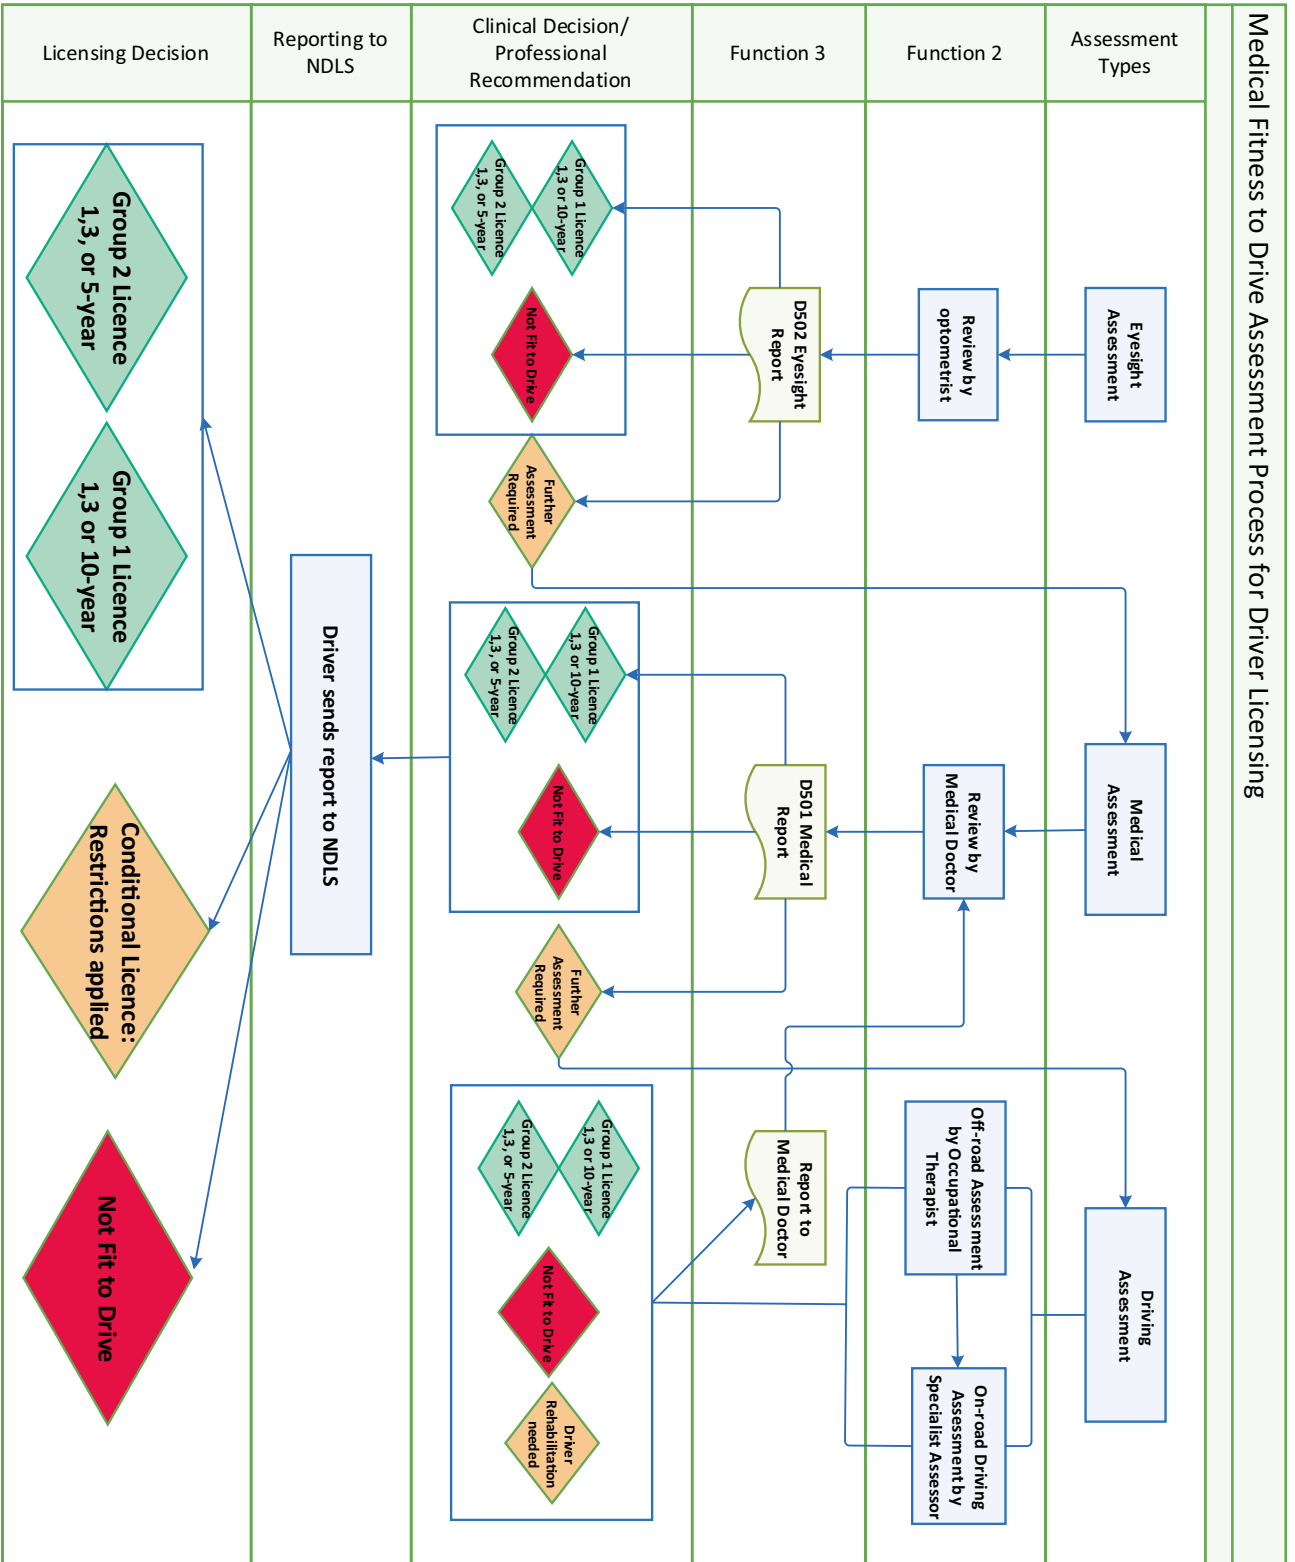 Medical Fitness to Drive Assessment Process for Driver Licensing
Licensing Decision
Reporting to
NDLS
Clinical Decision/
Professional
Recommendation
Function 3
Function 2
Assessment
Types
Eyesight
Assessment
Review by
optometrist
D502 Eyesight
Report
Group 1 Licence
1,3 or 10-year
Group 2 Licence
1,3, or 5-year
Not Fit to Drive
Further
Assessment
Required
Medical
Assessment
Review by
Medical Doctor
D501 Medical
Report
Group 1 Licence
1,3 or 10-year
Group 2 Licence
1,3, or 5-year
Not Fit to Drive
Further
Assessment
Required
Driving
Assessment
Off-road Assessment
by Occupational
Therapist
On-road Driving
Assessment by
Specialist Assessor
Report to
Medical Doctor
Group 1 Licence
1,3 or 10-year
Group 2 Licence
1,3, or 5-year
Not Fit to Drive
Driver
Rehabilitation
needed
Driver sends report to NDLS
Group 2 Licence
1,3, or 5-year
Group 1 Licence
1,3 or 10-year
Conditional Licence:
Restrictions applied
Not Fit to Drive